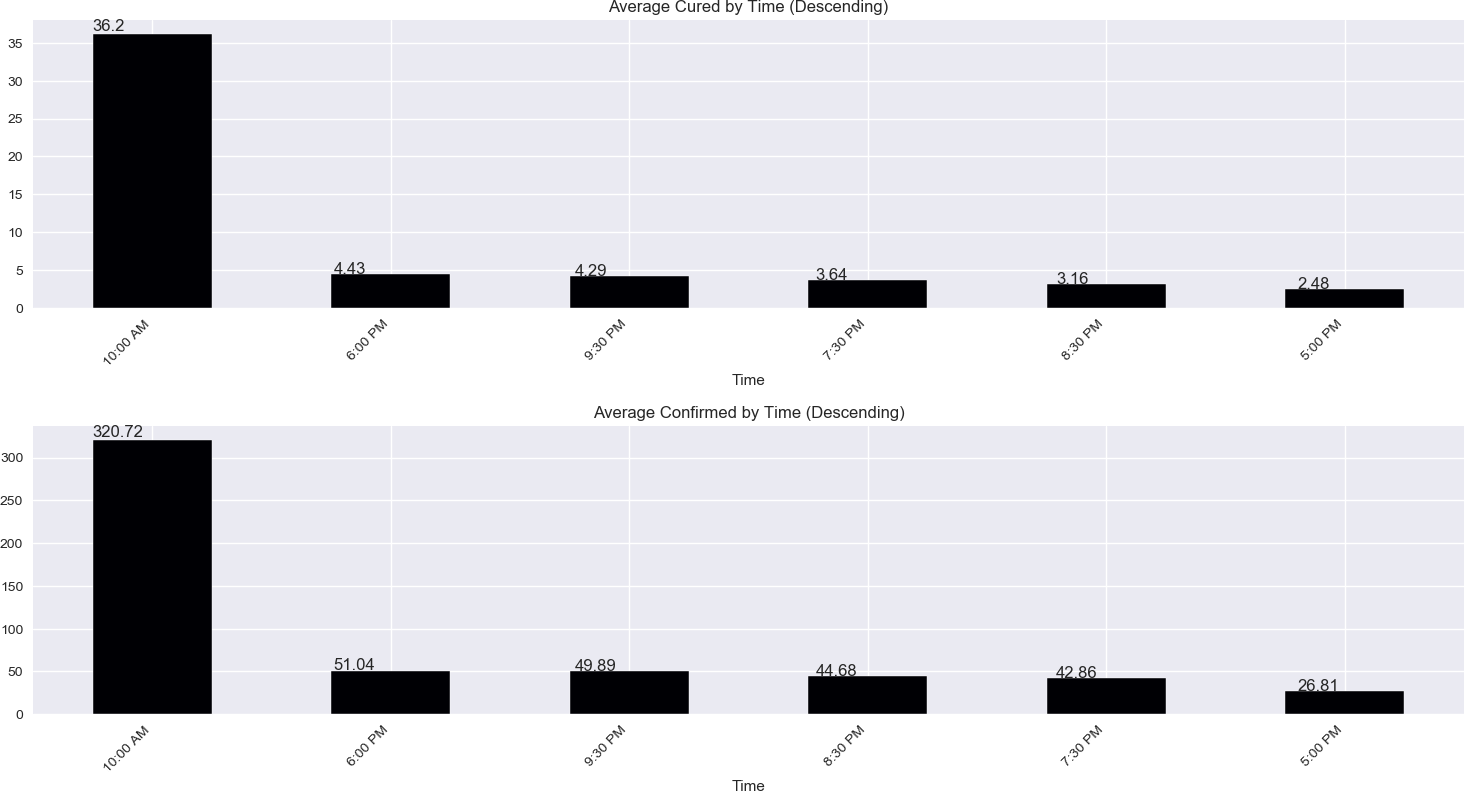 Average Cured by Time (Descending)
36.2
35
30
25
20
15
10
5
0
4.43
4.29
3.64
3.16
2.48
10:00 AM
6:00 PM
9:30 PM
7:30 PM
8:30 PM
5:00 PM
Time
Average Confirmed by Time (Descending)
320.72
300
250
200
150
100
50
0
51.04
49.89
44.68
42.86
26.81
10:00 AM
6:00 PM
9:30 PM
8:30 PM
7:30 PM
5:00 PM
Time